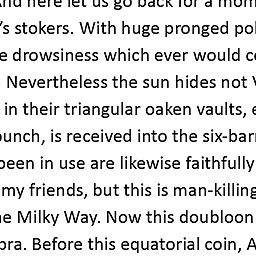 And here let us go back for a mom
's stokers. With huge pronged pol
e drowsiness which ever would c
Nevertheless the sun hides not V
in their triangular oaken vaults, e
ounch, is received into the six-barr
been in use are likewise faithfully
my friends, but this is man-killing
he Milky Way. Now this doubloon
bra. Before this equatorial coin, A